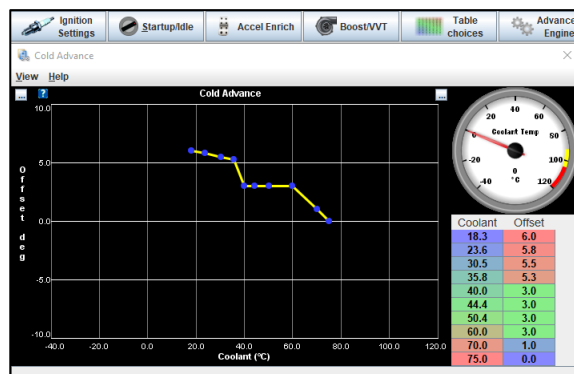 Ignition Settings
Startup/Idle
Accel Enrich
Boost/VVT
Table choices
Advance Engine
Cold Advance
View Help
...
?
Cold Advance
...
10.0
5.0
0.0
-5.0
-10.0
Offset deg
-40.0 0.0 20.0 40.0 60.0 80.0 120.0
Coolant (ºC)
-40 -20 0 20 40 60 80 100 120
Coolant Temp
0
°C
Coolant Offset
18.3 6.0
23.6 5.8
30.5 5.5
35.8 5.3
40.0 3.0
44.4 3.0
50.4 3.0
60.0 3.0
70.0 1.0
75.0 0.0